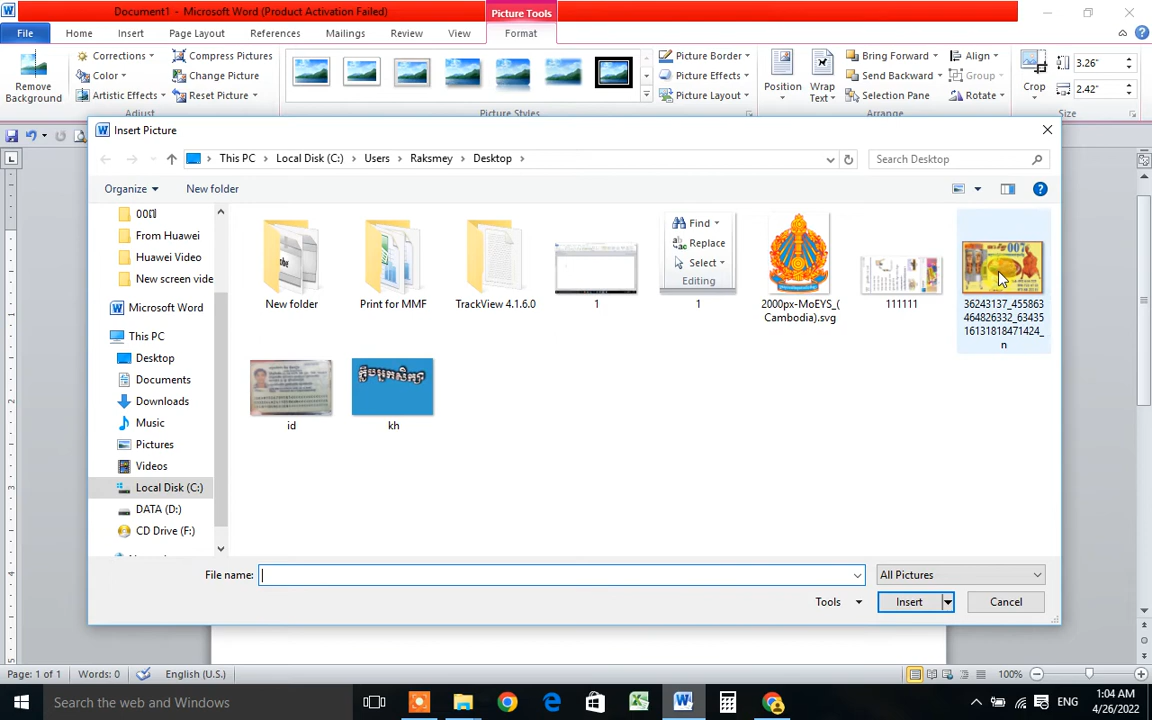 Document1 - Microsoft Word (Product Activation Failed)
Picture Tools
File
Home
Insert
Page Layout
References
Mailings
Review
View
Format
Remove
Background
Corrections
Color
Artistic Effects
Compress Pictures
Change Picture
Reset Picture
Adjust
Picture Styles
Picture Border
Picture Effects
Picture Layout
Position
Wrap
Text
Bring Forward
Send Backward
Selection Pane
Align
Group
Rotate
Arrange
Crop
3.26"
2.42"
Size
Insert Picture
This PC
Local Disk (C:)
Users
Raksmey
Desktop
Search Desktop
Organize
New folder
From Huawei
Huawei Video
New screen vide
Microsoft Word
This PC
Desktop
Documents
Downloads
Music
Pictures
Videos
Local Disk (C:)
DATA (D:)
CD Drive (F:)
New folder
Print for MMF
TrackView 4.1.6.0
1
Find
Replace
Select
Editing
1
2000px-MoEYS_(
Cambodia).svg
111111
007
36243137_455863
464826332_63435
16131818471424_
n
id
kh
File name:
All Pictures
Tools
Insert
Cancel
Page: 1 of 1
Words: 0
English (U.S.)
100%
Search the web and Windows
ENG
1:04 AM
4/26/2022